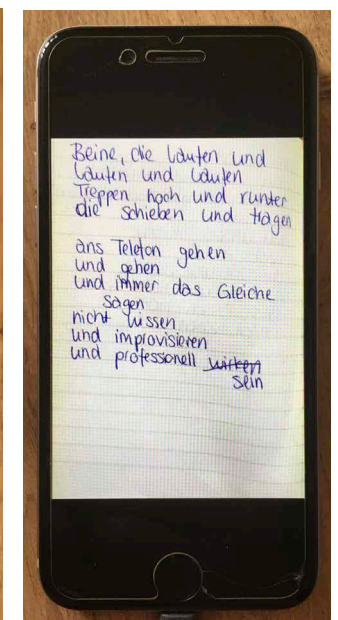 Beine, die laufen und
laufen und laufen
Treppen hoch und runter
die schieben und tragen
ans Telefon gehen
und gehen
und immer das Gleiche
sagen
nicht wissen
und improvisieren
und professionell wirken
sein